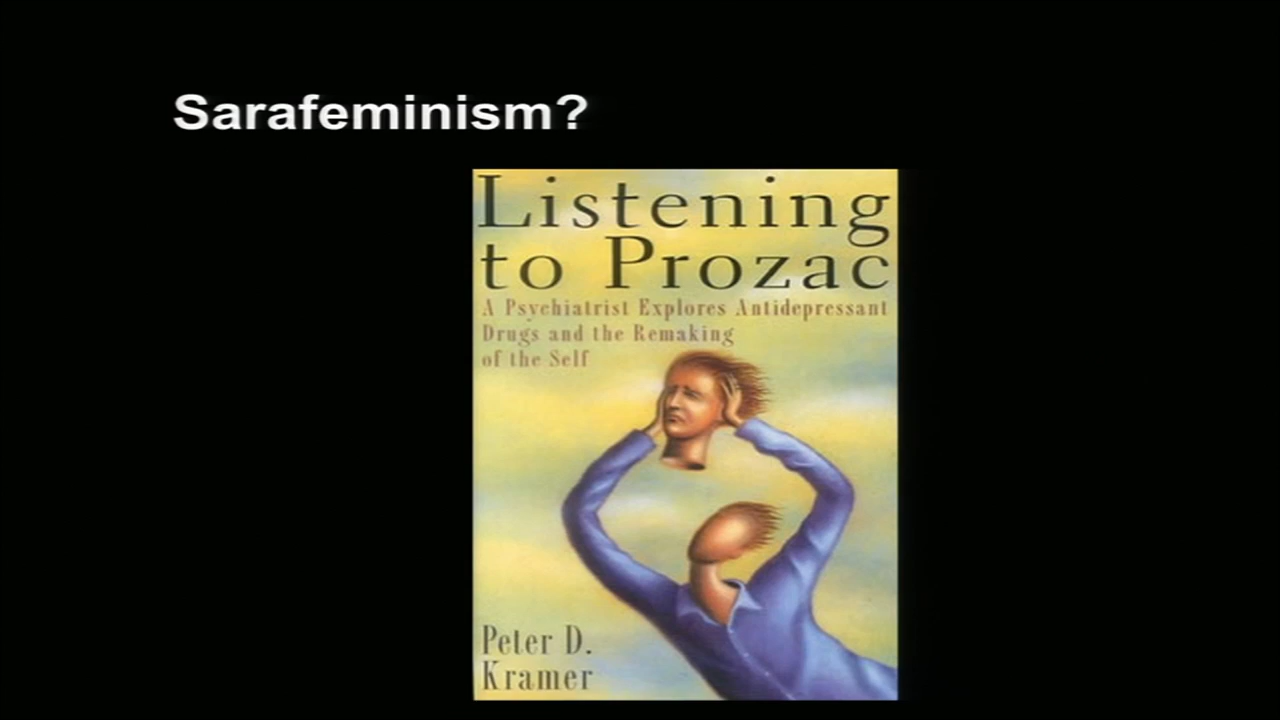 Sarafeminism?
Listening
to Prozac
A Psychiatrist Explores Antidepressant
Drugs and the Remaking
of the Self
Peter D.
Kramer